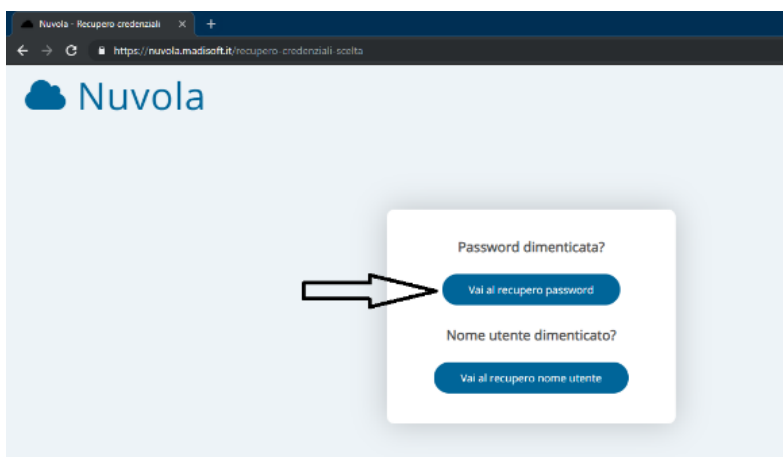 Nuvola - Recupero credenziali
https://nuvola.madisoft.it/recupero-credenziali-scelta
Nuvola
Password dimenticata?
Vai al recupero password
Nome utente dimenticato?
Vai al recupero nome utente